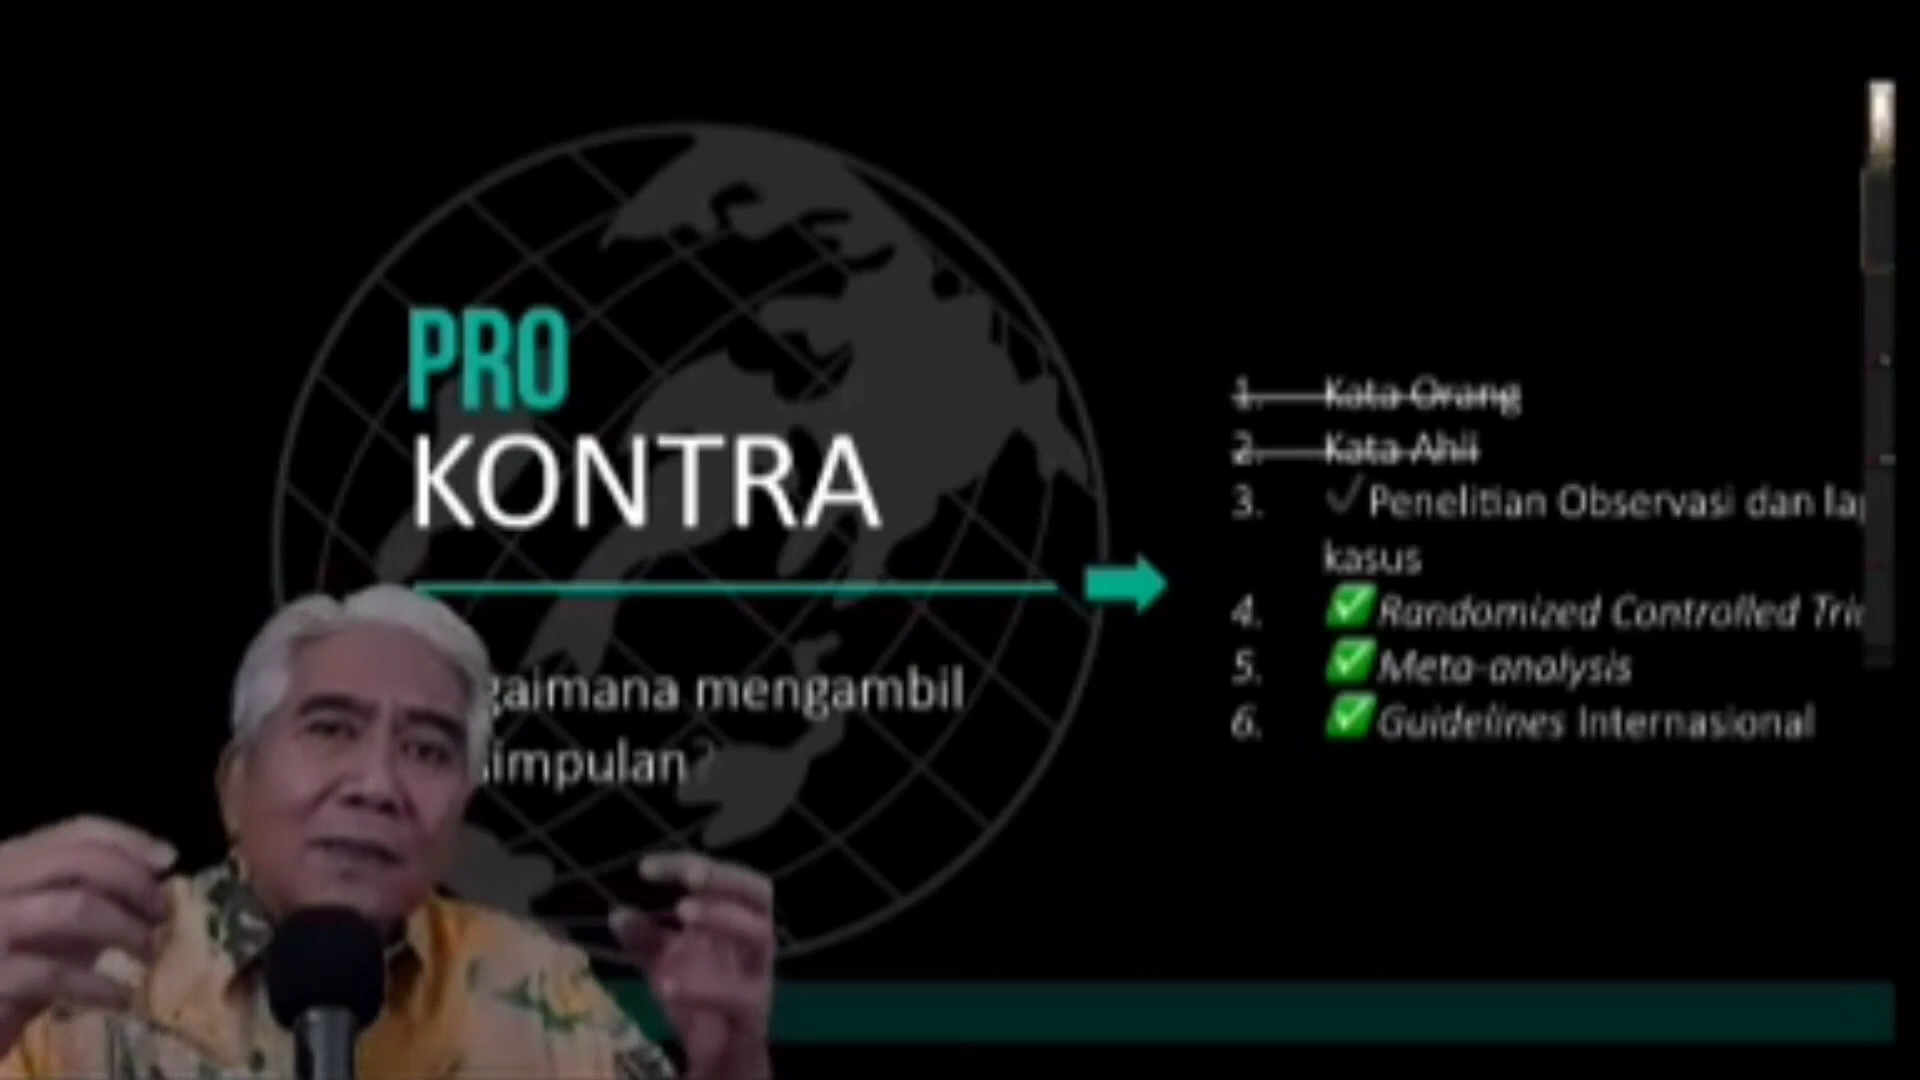 PRO
KONTRA
gaimana mengambil
simpulan?
1. Kata Orang
2. Kata Ahli
3. ✓Penelitian Observasi dan la
kasus
4. ✅Randomized Controlled Tri
5. ✅Meta-analysis
6. ✅Guidelines Internasional